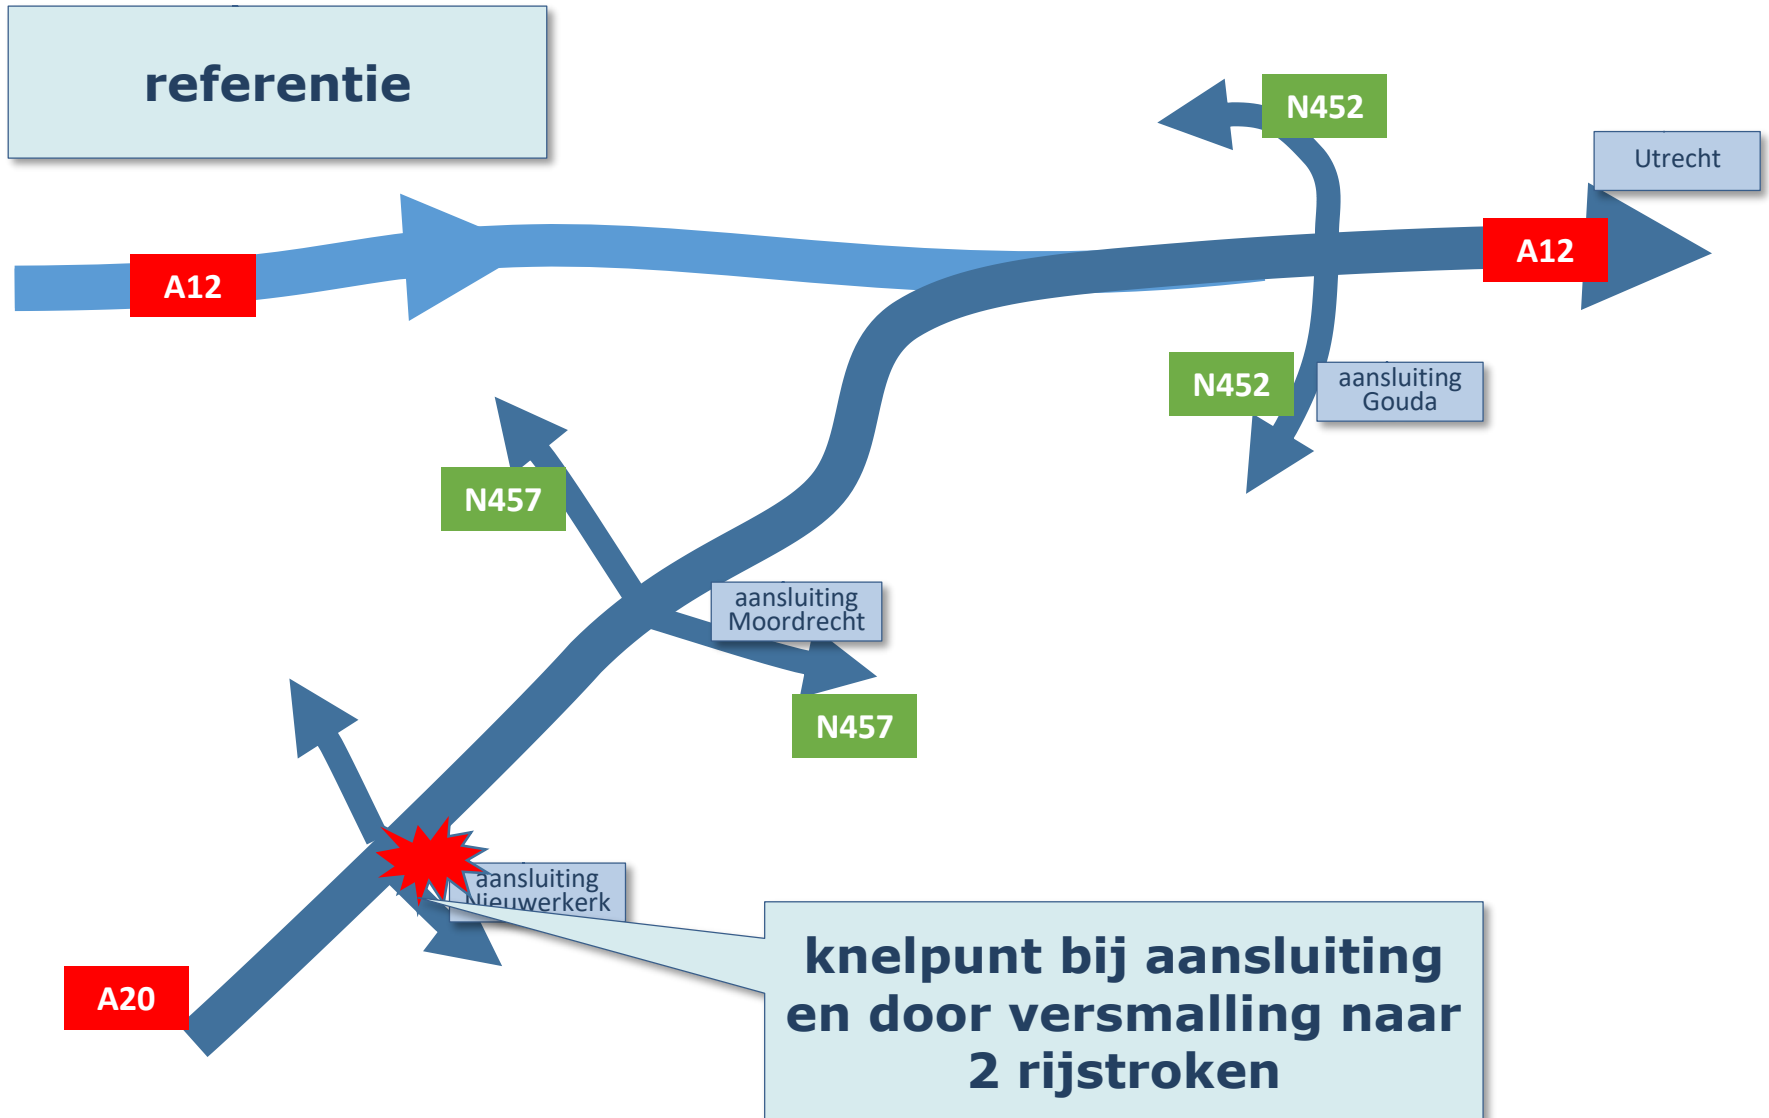 referentie
N452
Utrecht
A12
A12
N452
aansluiting
Gouda
N457
aansluiting
Moordrecht
N457
aansluiting
Nieuwerkerk
A20
knelpunt bij aansluiting
en door versmalling naar
2 rijstroken